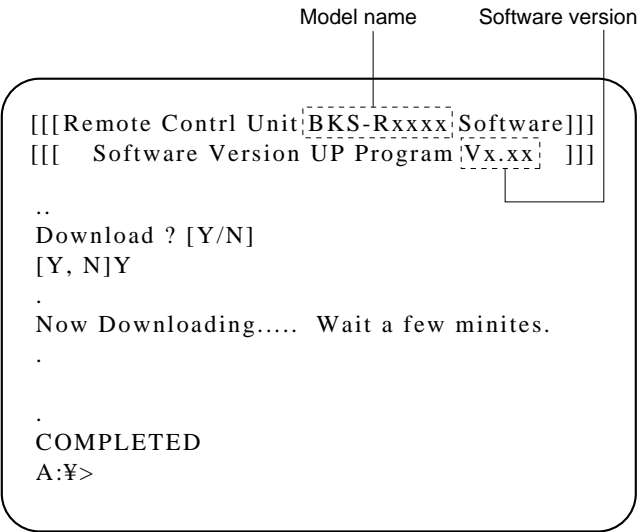 Model name Software version
[[[Remote Contrl Unit BKS-Rxxxx Software]]]
[[[ Software Version UP Program Vx.xx ]]]
..
Download ? [Y/N]
[Y, N]Y
.
Now Downloading..... Wait a few minites.
.
.
COMPLETED
A:¥>